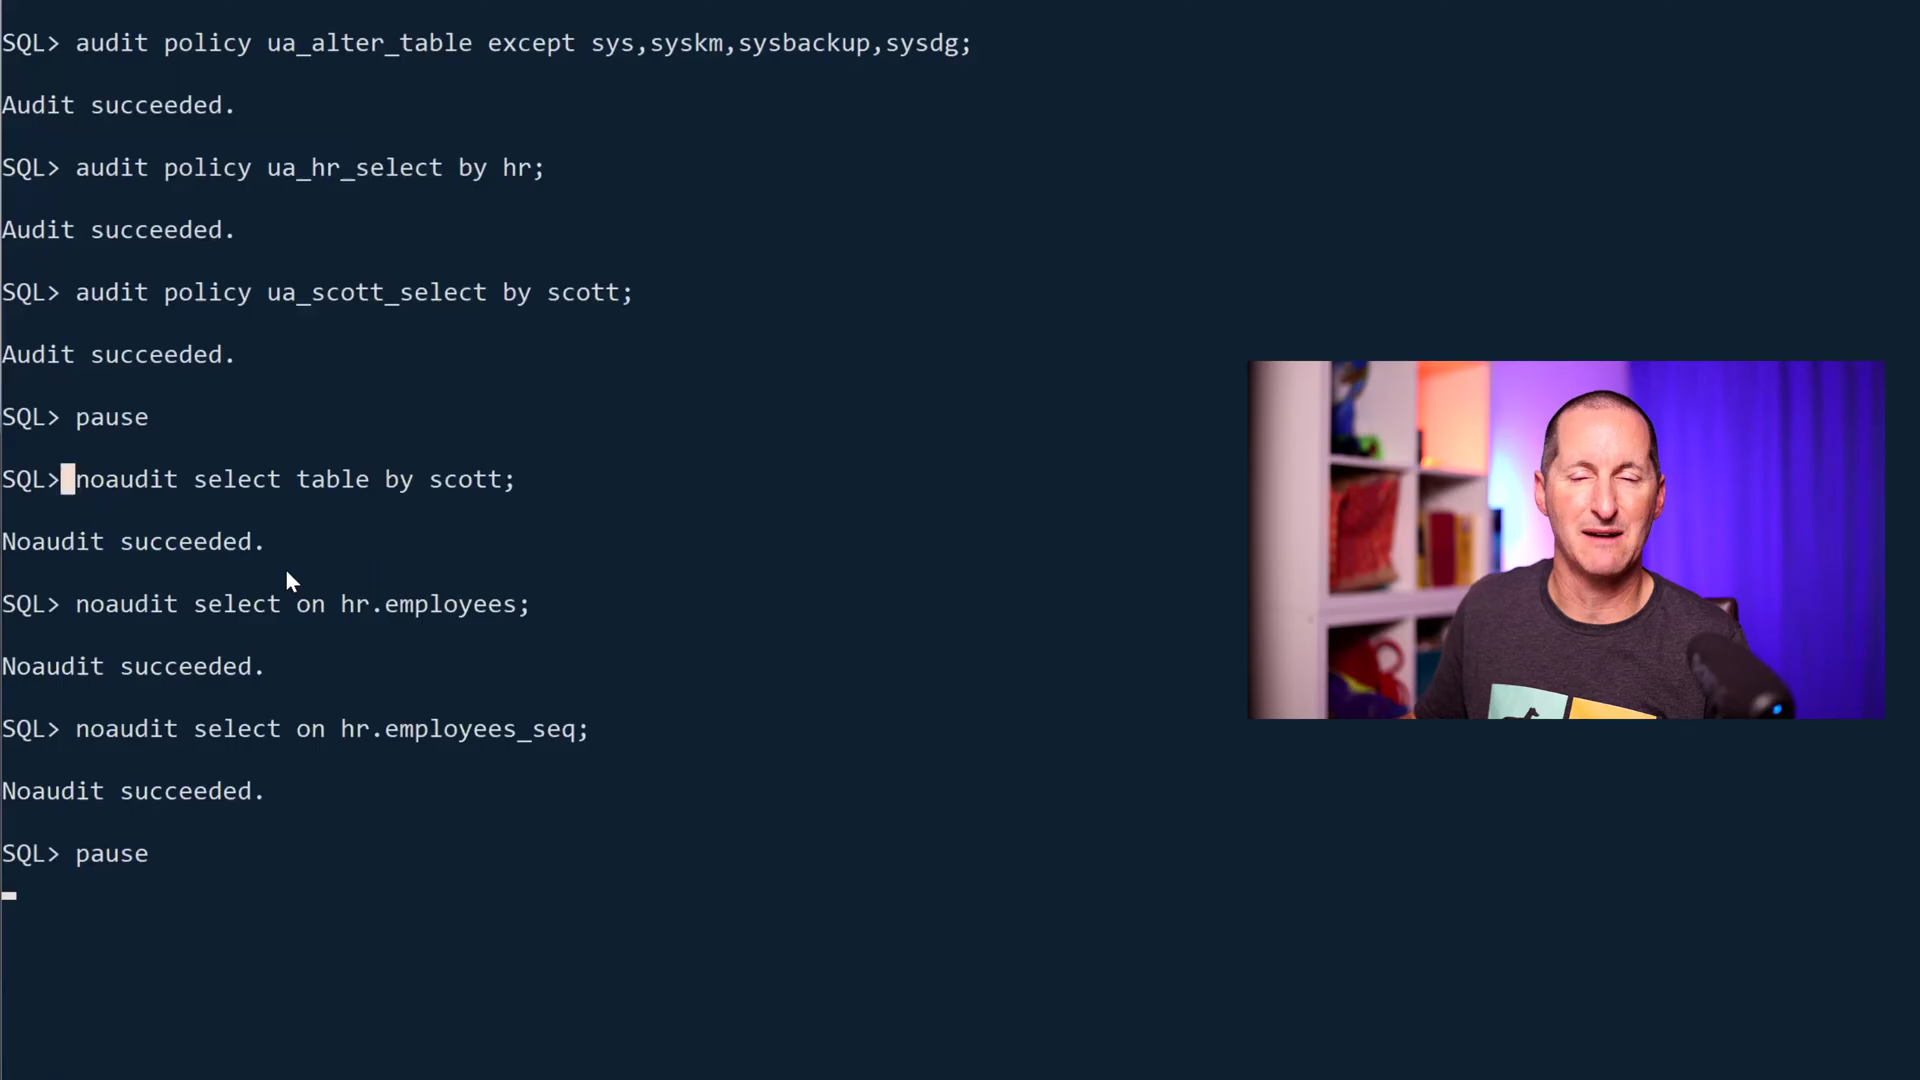 SQL> audit policy ua_alter_table except sys,syskm,sysbackup,sysdg;
Audit succeeded.
SQL> audit policy ua_hr_select by hr;
Audit succeeded.
SQL> audit policy ua_scott_select by scott;
Audit succeeded.
SQL> pause
SQL> noaudit select table by scott;
Noaudit succeeded.
SQL> noaudit select on hr.employees;
Noaudit succeeded.
SQL> noaudit select on hr.employees_seq;
Noaudit succeeded.
SQL> pause